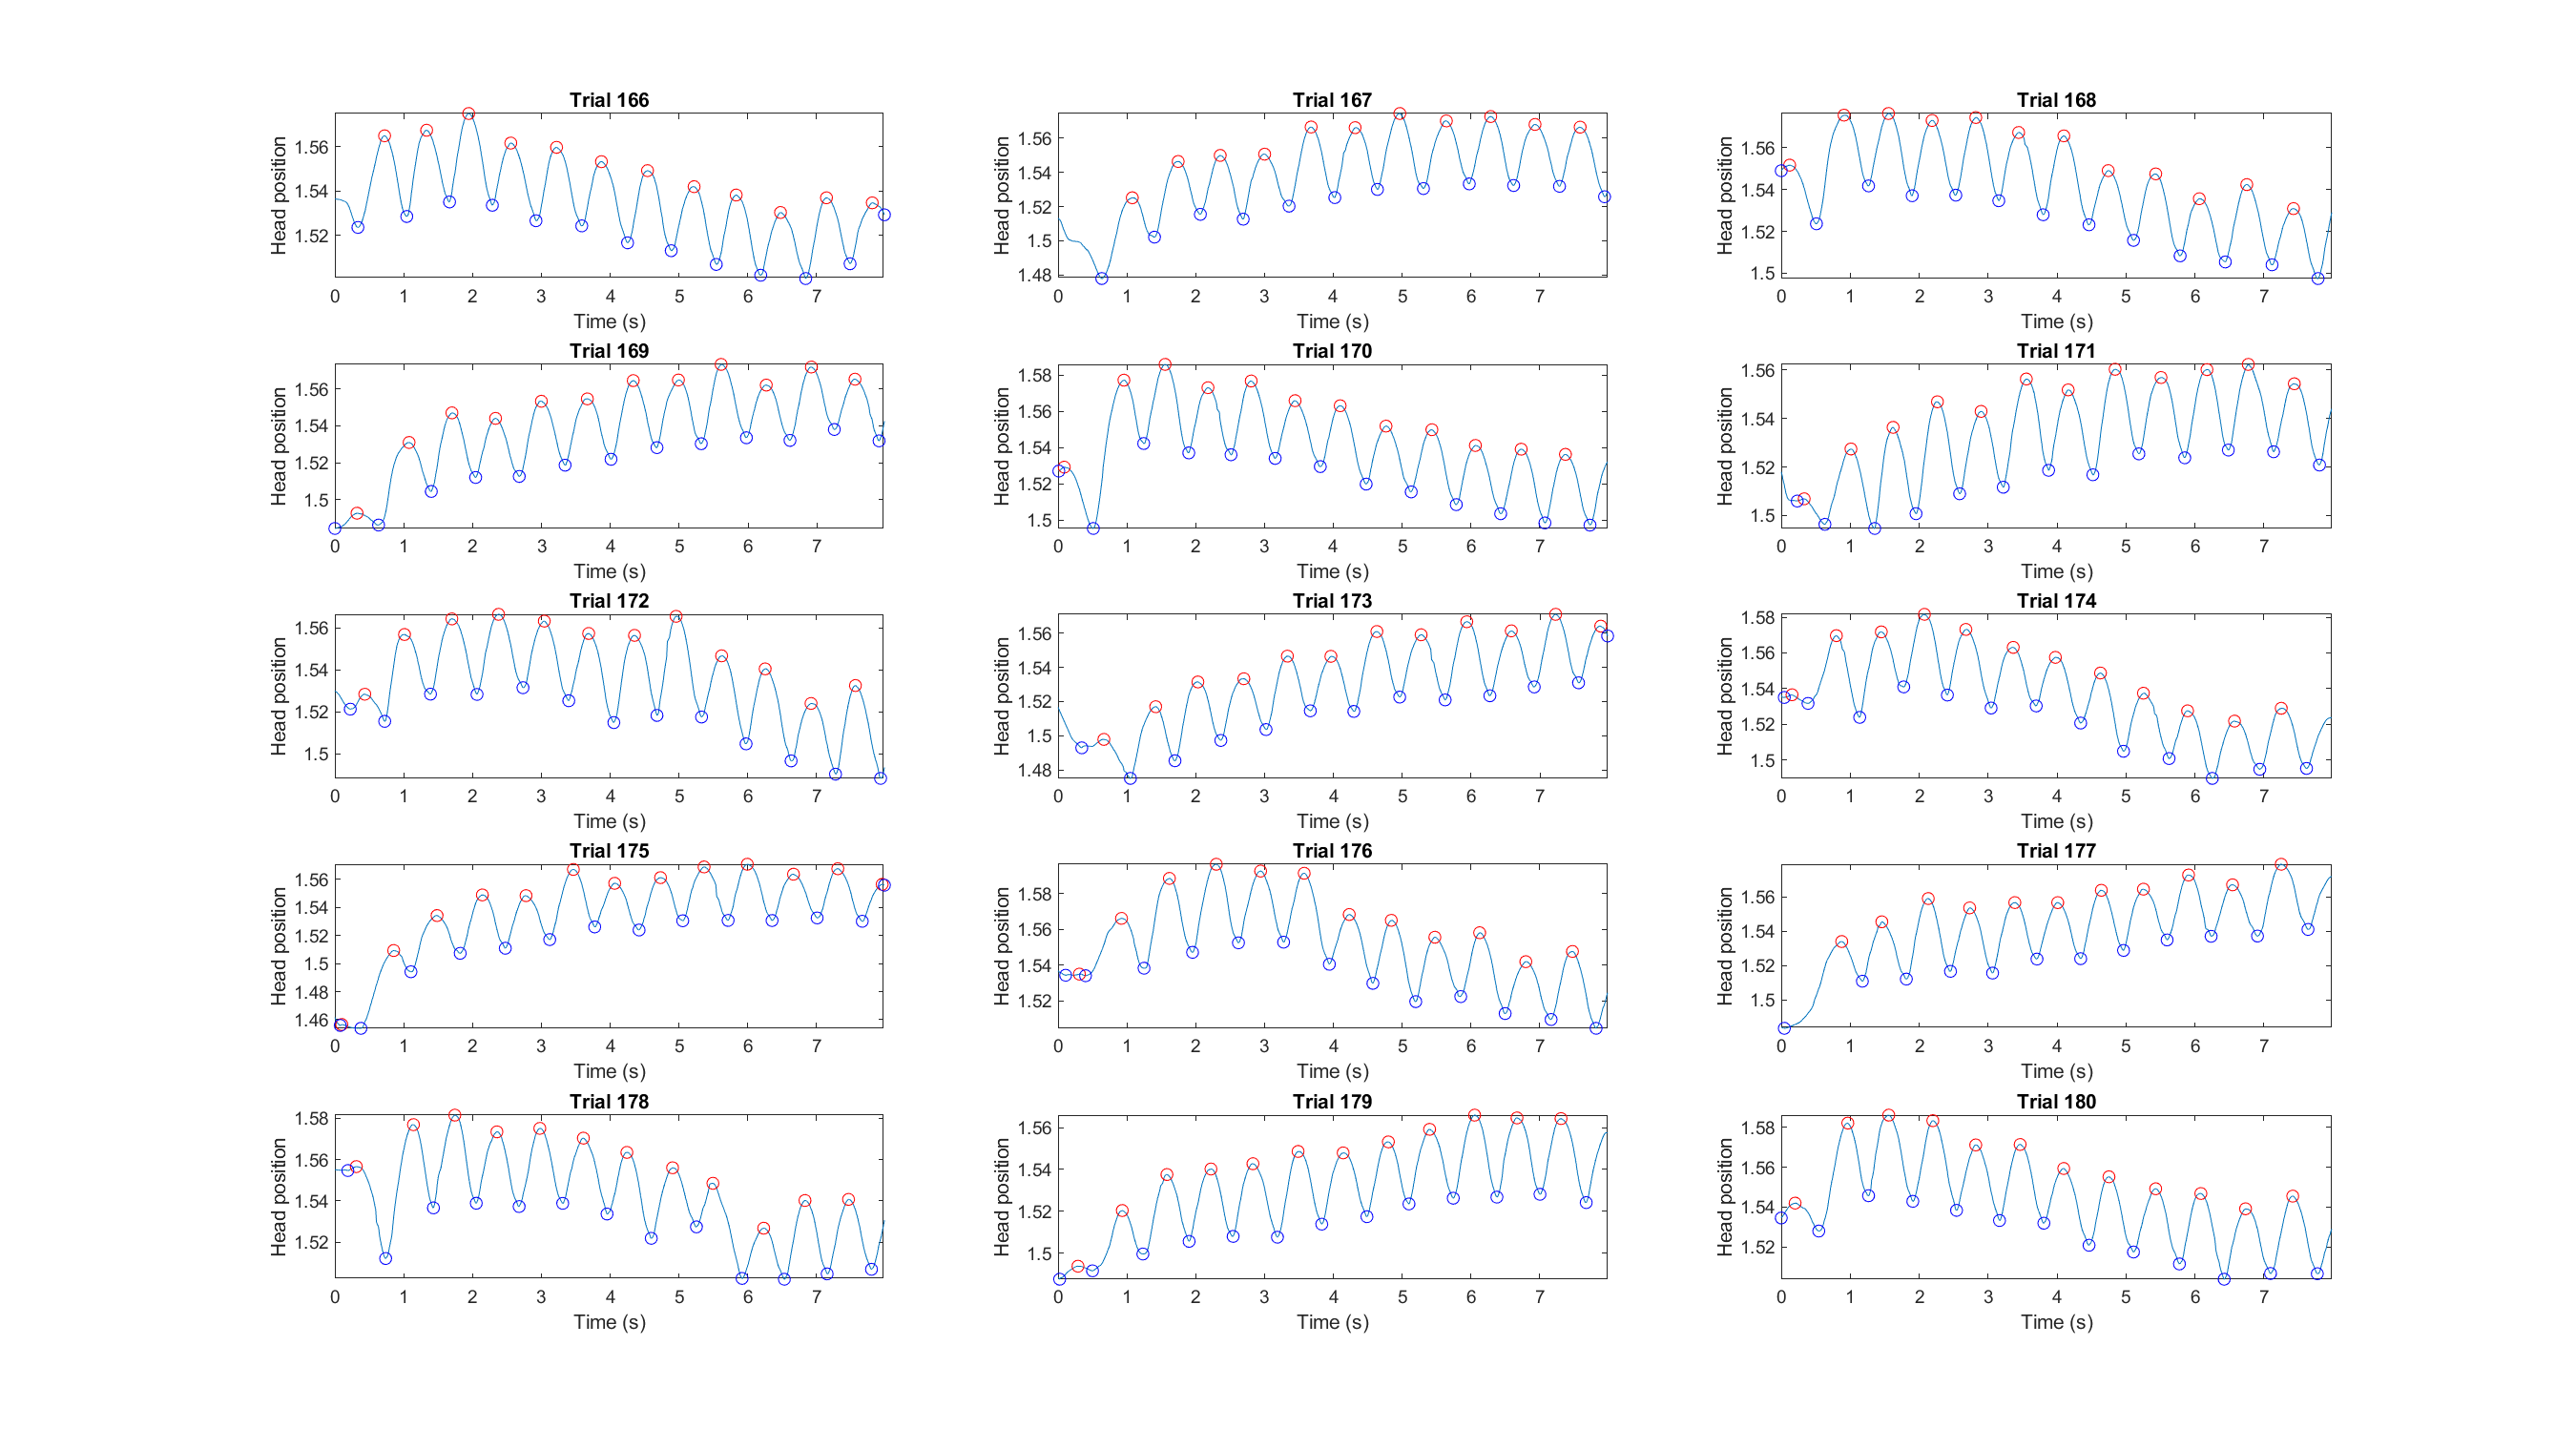 Trial 166
Head position
1.56
1.54
1.52
0 1 2 3 4 5 6 7
Time (s)
Trial 167
Head position
1.56
1.54
1.52
1.5
1.48
0 1 2 3 4 5 6 7
Time (s)
Trial 168
Head position
1.56
1.54
1.52
1.5
0 1 2 3 4 5 6 7
Time (s)
Trial 169
Head position
1.56
1.54
1.52
1.5
0 1 2 3 4 5 6 7
Time (s)
Trial 170
Head position
1.58
1.56
1.54
1.52
1.5
0 1 2 3 4 5 6 7
Time (s)
Trial 171
Head position
1.56
1.54
1.52
1.5
0 1 2 3 4 5 6 7
Time (s)
Trial 172
Head position
1.56
1.54
1.52
1.5
0 1 2 3 4 5 6 7
Time (s)
Trial 173
Head position
1.56
1.54
1.52
1.5
1.48
0 1 2 3 4 5 6 7
Time (s)
Trial 174
Head position
1.58
1.56
1.54
1.52
1.5
0 1 2 3 4 5 6 7
Time (s)
Trial 175
Head position
1.56
1.54
1.52
1.5
1.48
1.46
0 1 2 3 4 5 6 7
Time (s)
Trial 176
Head position
1.58
1.56
1.54
1.52
0 1 2 3 4 5 6 7
Time (s)
Trial 177
Head position
1.56
1.54
1.52
1.5
0 1 2 3 4 5 6 7
Time (s)
Trial 178
Head position
1.58
1.56
1.54
1.52
0 1 2 3 4 5 6 7
Time (s)
Trial 179
Head position
1.56
1.54
1.52
1.5
0 1 2 3 4 5 6 7
Time (s)
Trial 180
Head position
1.58
1.56
1.54
1.52
0 1 2 3 4 5 6 7
Time (s)